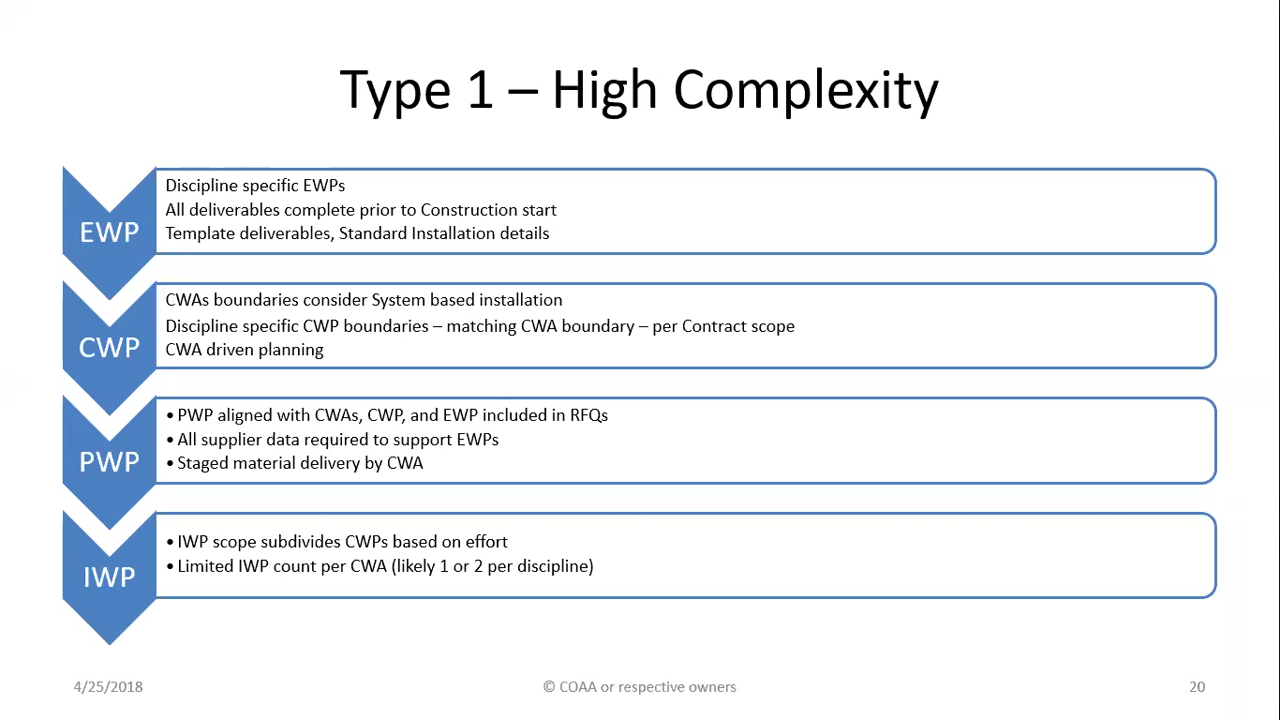 Type 1 – High Complexity
EWP
Discipline specific EWPs
All deliverables complete prior to Construction start
Template deliverables, Standard Installation details
CWP
CWAs boundaries consider System based installation
Discipline specific CWP boundaries – matching CWA boundary – per Contract scope
CWA driven planning
PWP
• PWP aligned with CWAs, CWP, and EWP included in RFQs
• All supplier data required to support EWPs
• Staged material delivery by CWA
IWP
• IWP scope subdivides CWPs based on effort
• Limited IWP count per CWA (likely 1 or 2 per discipline)
4/25/2018
© COAA or respective owners
20